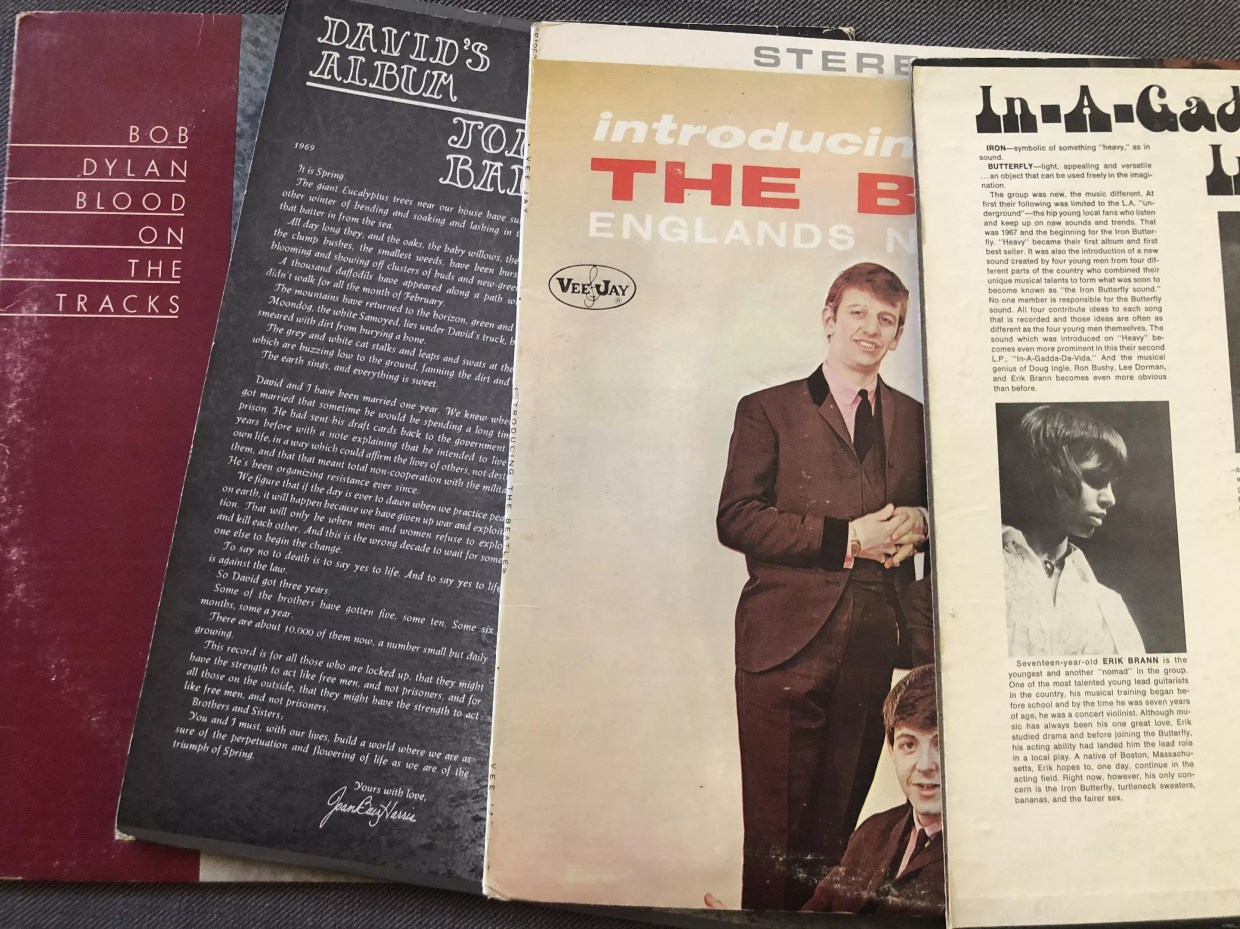 BOB
DYLAN
BLOOD
ON
THE
TRACKS
DAVID'S
ALBUM
JOA
BAE
1969
It is Spring.
The giant Eucalyptus trees near our house have su
other winter of bending and soaking and lashing in t
that batter in from the sea.
All day long they, and the oaks, the baby willows, the
the clump bushes, the smallest weeds, have been burs
blooming and showing off clusters of buds and new-green
A thousand daffodils have appeared along a path w
didn't walk for all the month of February.
The mountains have returned to the horizon, green and
Moondog, the white Samoyed, lies under David's truck, h
smeared with dirt from burying a bone.
The grey and white cat stalks and leaps and swats at the
which are buzzing low to the ground, fanning the dirt and
The earth sings, and everything is sweet.
David and I have been married one year. We knew whe
got married that sometime he would be spending a long tim
prison. He had sent his draft cards back to the government
years before with a note explaining that he intended to live
own life, in a way which could affirm the lives of others, not dest
them, and that that meant total non-cooperation with the milita
He's been organizing resistance ever since.
We figure that if the day is ever to dawn when we practice pea
on earth, it will happen because we have given up war and exploit
tion. That will only be when men and women refuse to explo
and kill each other. And this is the wrong decade to wait for some
one else to begin the change.
To say no to death is to say yes to life. And to say yes to life
is against the law.
So David got three years.
Some of the brothers have gotten five, some ten. Some six
months, some a year.
There are about 10,000 of them now, a number small but daily
growing.
This record is for all those who are locked up, that they might
have the strength to act like free men, and not prisoners, and for
all those on the outside, that they might have the strength to act
like free men, and not prisoners.
Brothers and Sisters,
You and I must, with our lives, build a world where we are as
sure of the perpetuation and flowering of life as we are of the
triumph of Spring.
Yours with love,
Joan Baez Harris
VEE JAY
INTRODUCING THE BEATLES
STERE
introducin
THE B
ENGLANDS N
VEE JAY
®
In-A-Gad
IRON—symbolic of something "heavy," as in
sound.
BUTTERFLY—light, appealing and versatile
...an object that can be used freely in the imagi-
nation.
The group was new, the music different. At
first their following was limited to the L.A. "un-
derground"—the hip young local fans who listen
and keep up on new sounds and trends. That
was 1967 and the beginning for the Iron Butter-
fly. "Heavy" became their first album and first
best seller. It was also the introduction of a new
sound created by four young men from four dif-
ferent parts of the country who combined their
unique musical talents to form what was soon to
become known as "the Iron Butterfly sound."
No one member is responsible for the Butterfly
sound. All four contribute ideas to each song
that is recorded and those ideas are often as
different as the four young men themselves. The
sound which was introduced on "Heavy" be-
comes even more prominent in this their second
L.P., "In-A-Gadda-Da-Vida." And the musical
genius of Doug Ingle, Ron Bushy, Lee Dorman,
and Erik Brann becomes even more obvious
than before.
Seventeen-year-old ERIK BRANN is the
youngest and another "nomad" in the group.
One of the most talented young lead guitarists
in the country, his musical training began be-
fore school and by the time he was seven years
of age, he was a concert violinist. Although mu-
sic has always been his one great love, Erik
studied drama and before joining the Butterfly,
his acting ability had landed him the lead role
in a local play. A native of Boston, Massachu-
setts, Erik hopes to, one day, continue in the
acting field. Right now, however, his only con-
cern is the Iron Butterfly, turtleneck sweaters,
bananas, and the fairer sex.